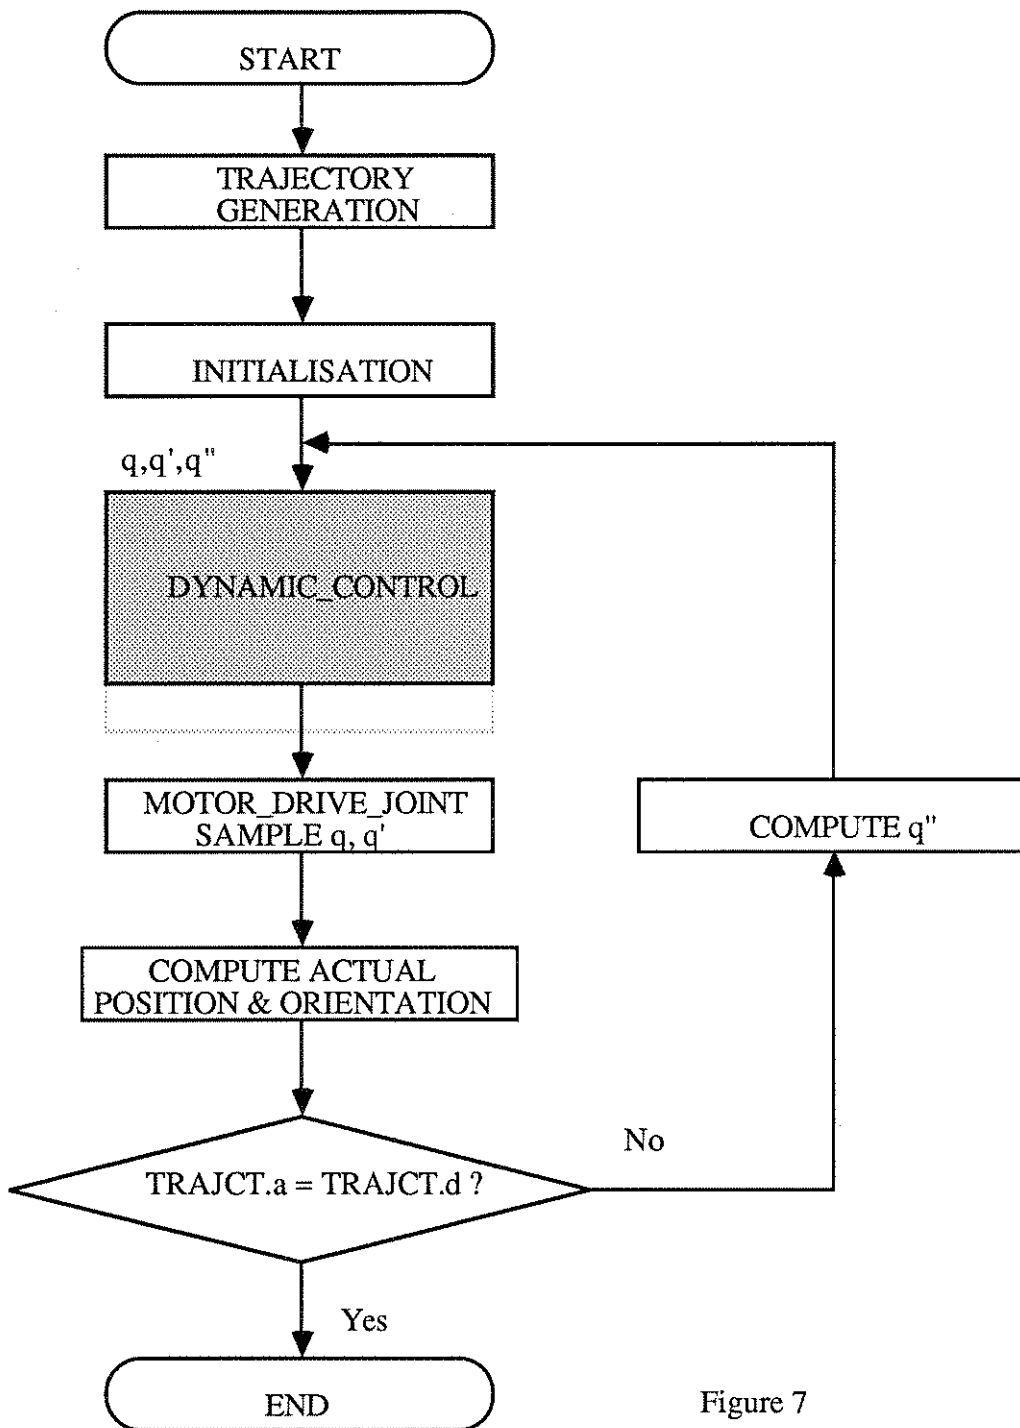 START
TRAJECTORY
GENERATION
INITIALISATION
q,q',q"
DYNAMIC_CONTROL
MOTOR_DRIVE_JOINT
SAMPLE q, q'
COMPUTE q"
COMPUTE ACTUAL
POSITION & ORIENTATION
No
TRAJCT.a = TRAJCT.d ?
Yes
END
Figure 7